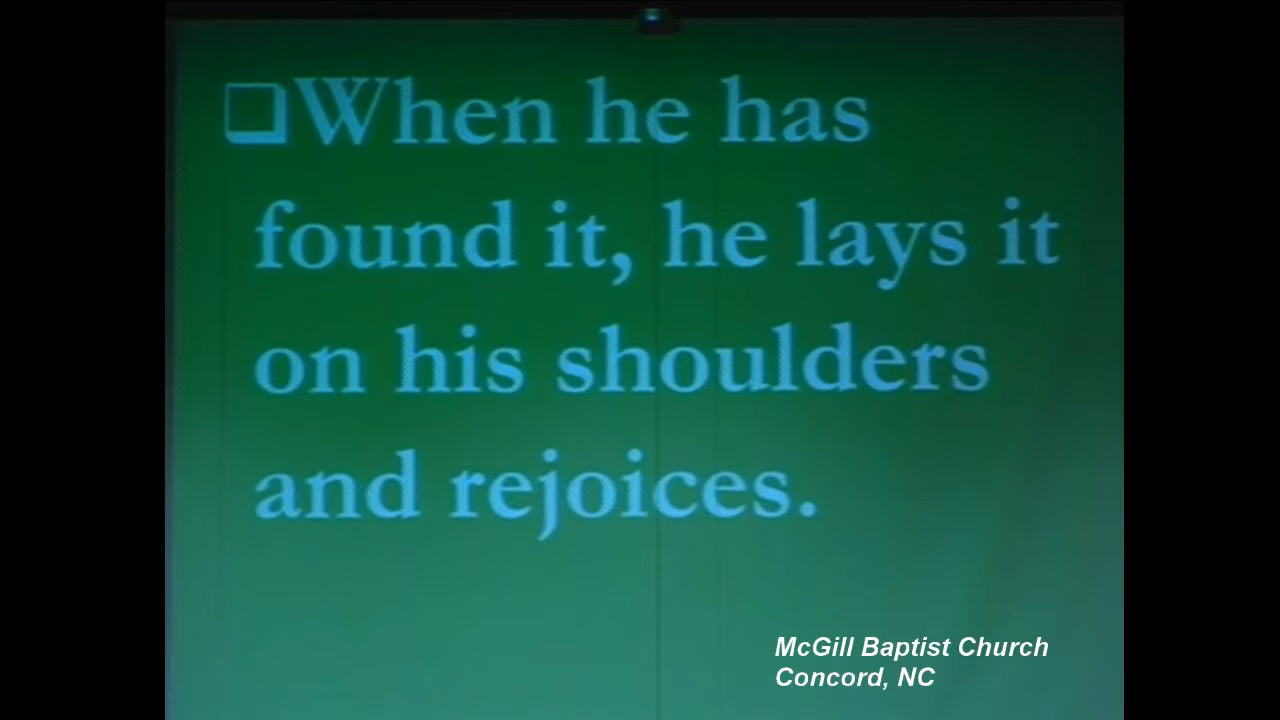 ❑When he has
found it, he lays it
on his shoulders
and rejoices.
McGill Baptist Church
Concord, NC